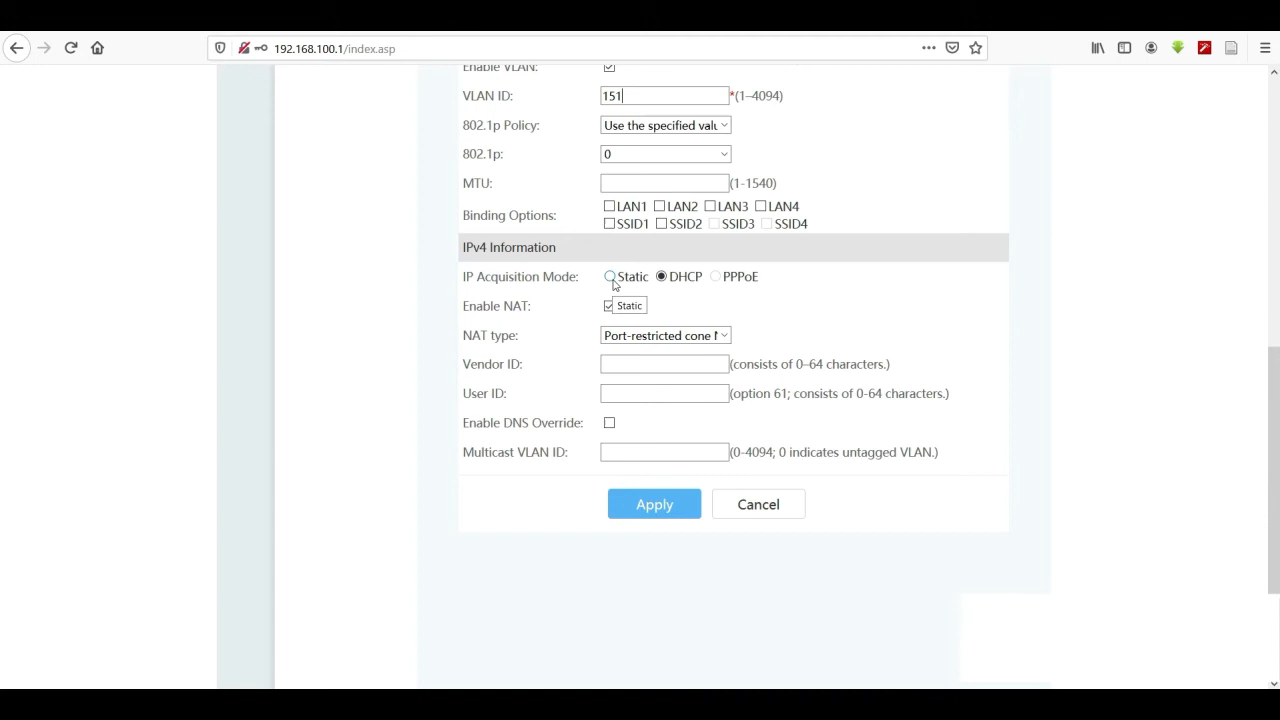 192.168.100.1/index.asp
Enable VLAN:
VLAN ID: 151 *(1–4094)
802.1p Policy: Use the specified valu
802.1p: 0
MTU: (1-1540)
Binding Options: LAN1 LAN2 LAN3 LAN4
SSID1 SSID2 SSID3 SSID4
IPv4 Information
IP Acquisition Mode: Static DHCP PPPoE
Enable NAT: Static
NAT type: Port-restricted cone
Vendor ID: (consists of 0–64 characters.)
User ID: (option 61; consists of 0-64 characters.)
Enable DNS Override:
Multicast VLAN ID: (0-4094; 0 indicates untagged VLAN.)
Apply Cancel